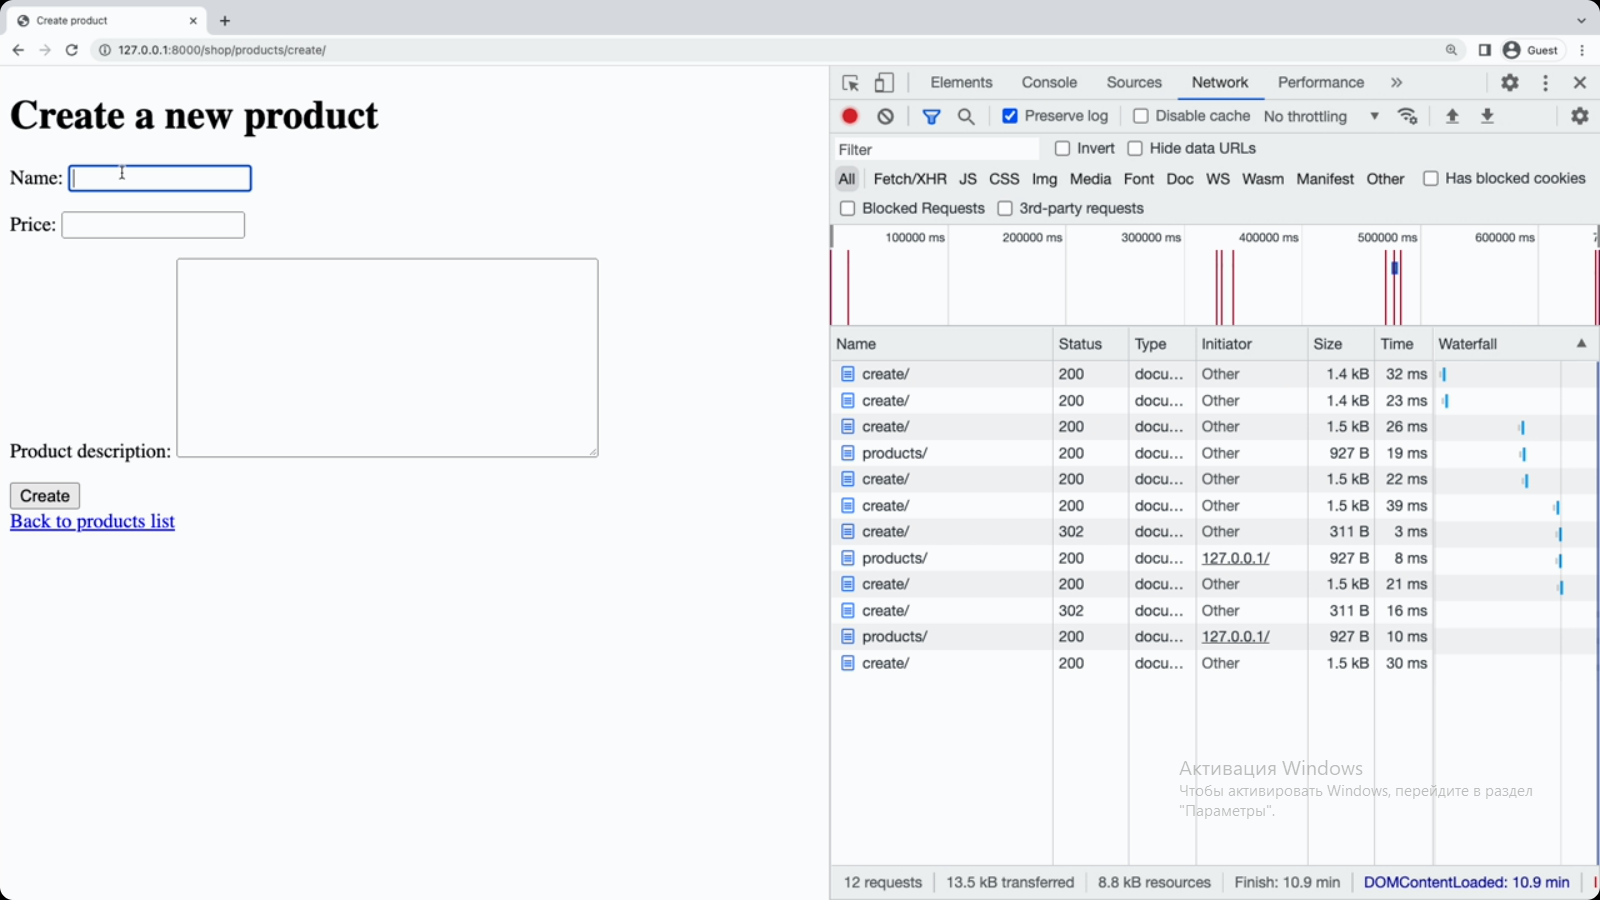 Create product
127.0.0.1:8000/shop/products/create/
Guest
Create a new product
Name:
Price:
Product description:
Create
Back to products list
Elements Console Sources Network Performance
Preserve log Disable cache No throttling
Filter Invert Hide data URLs
All Fetch/XHR JS CSS Img Media Font Doc WS Wasm Manifest Other Has blocked cookies
Blocked Requests 3rd-party requests
100000 ms 200000 ms 300000 ms 400000 ms 500000 ms 600000 ms
Name Status Type Initiator Size Time Waterfall
create/ 200 docu... Other 1.4 kB 32 ms
create/ 200 docu... Other 1.4 kB 23 ms
create/ 200 docu... Other 1.5 kB 26 ms
products/ 200 docu... Other 927 B 19 ms
create/ 200 docu... Other 1.5 kB 22 ms
create/ 200 docu... Other 1.5 kB 39 ms
create/ 302 docu... Other 311 B 3 ms
products/ 200 docu... 127.0.0.1/ 927 B 8 ms
create/ 200 docu... Other 1.5 kB 21 ms
create/ 302 docu... Other 311 B 16 ms
products/ 200 docu... 127.0.0.1/ 927 B 10 ms
create/ 200 docu... Other 1.5 kB 30 ms
Активация Windows
Чтобы активировать Windows, перейдите в раздел
"Параметры".
12 requests 13.5 kB transferred 8.8 kB resources Finish: 10.9 min DOMContentLoaded: 10.9 min